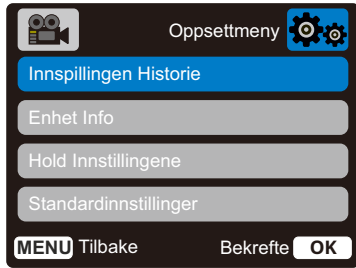 Oppsettmeny
Innspillingen Historie
Enhet Info
Hold Innstillingene
Standardinnstillinger
MENU Tilbake Bekrefte OK